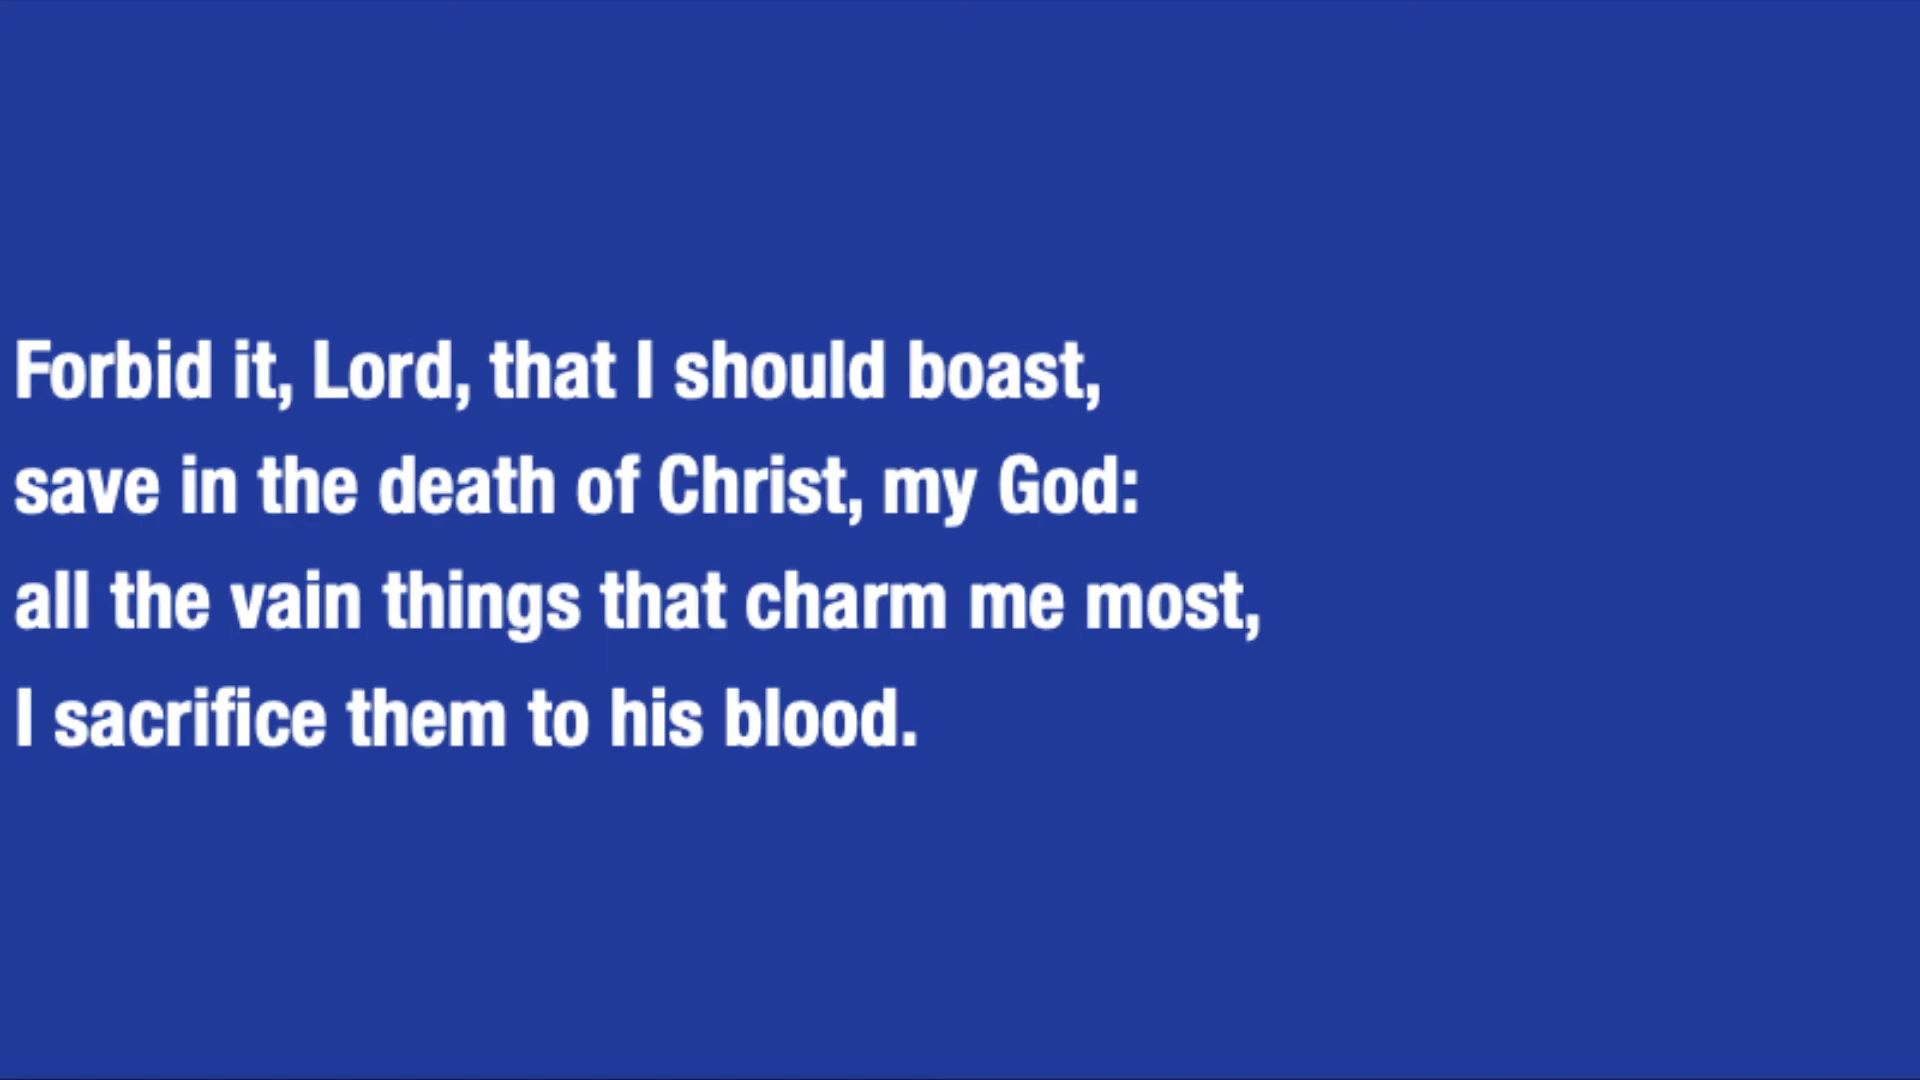 Forbid it, Lord, that I should boast,
save in the death of Christ, my God:
all the vain things that charm me most,
I sacrifice them to his blood.